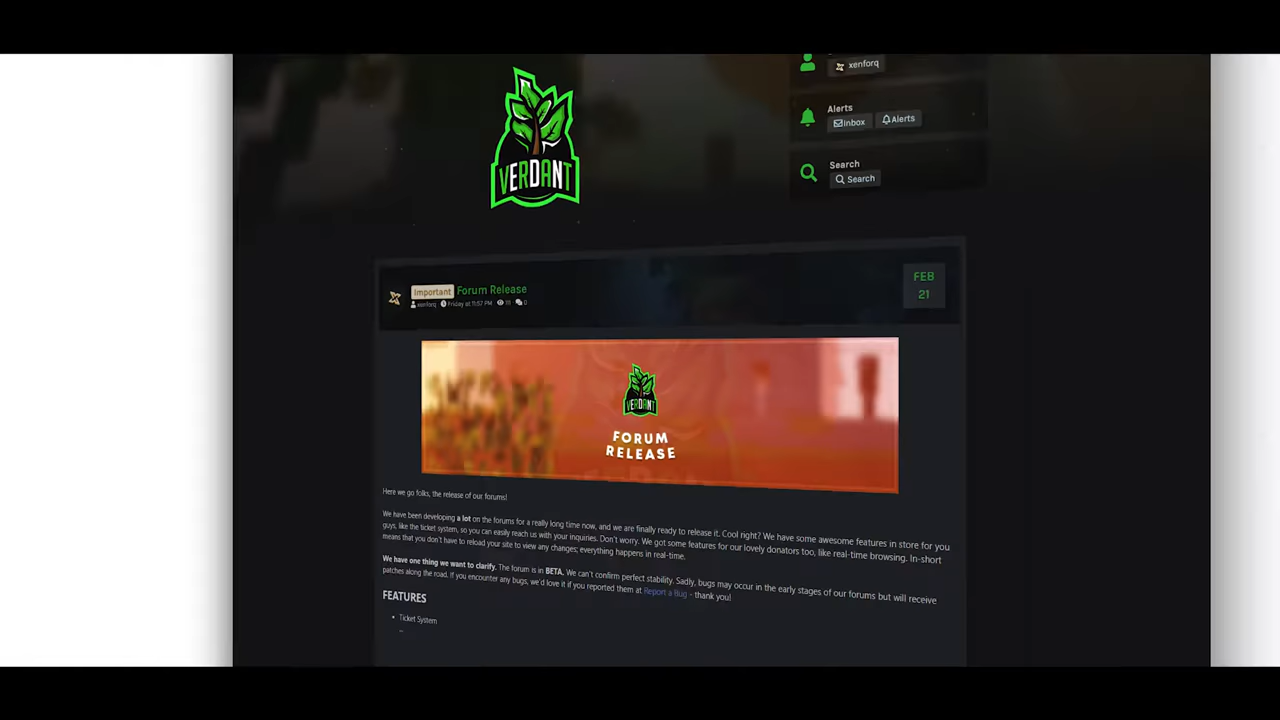 xenforq
Alerts
Inbox Alerts
Search
Search
VERDANT
Important Forum Release
xenforq Friday at 11:57 PM 111 0
FEB
21
VERDANT
FORUM
RELEASE
Here we go folks, the release of our forums!
We have been developing a lot on the forums for a really long time now, and we are finally ready to release it. Cool right? We have some awesome features in store for you
guys, like the ticket system, so you can easily reach us with your inquiries. Don't worry. We got some features for our lovely donators too, like real-time browsing. In-short
means that you don't have to reload your site to view any changes; everything happens in real-time.
We have one thing we want to clarify. The forum is in BETA. We can't confirm perfect stability. Sadly, bugs may occur in the early stages of our forums but will receive
patches along the road. If you encounter any bugs, we'd love it if you reported them at Report a Bug - thank you!
FEATURES
• Ticket System